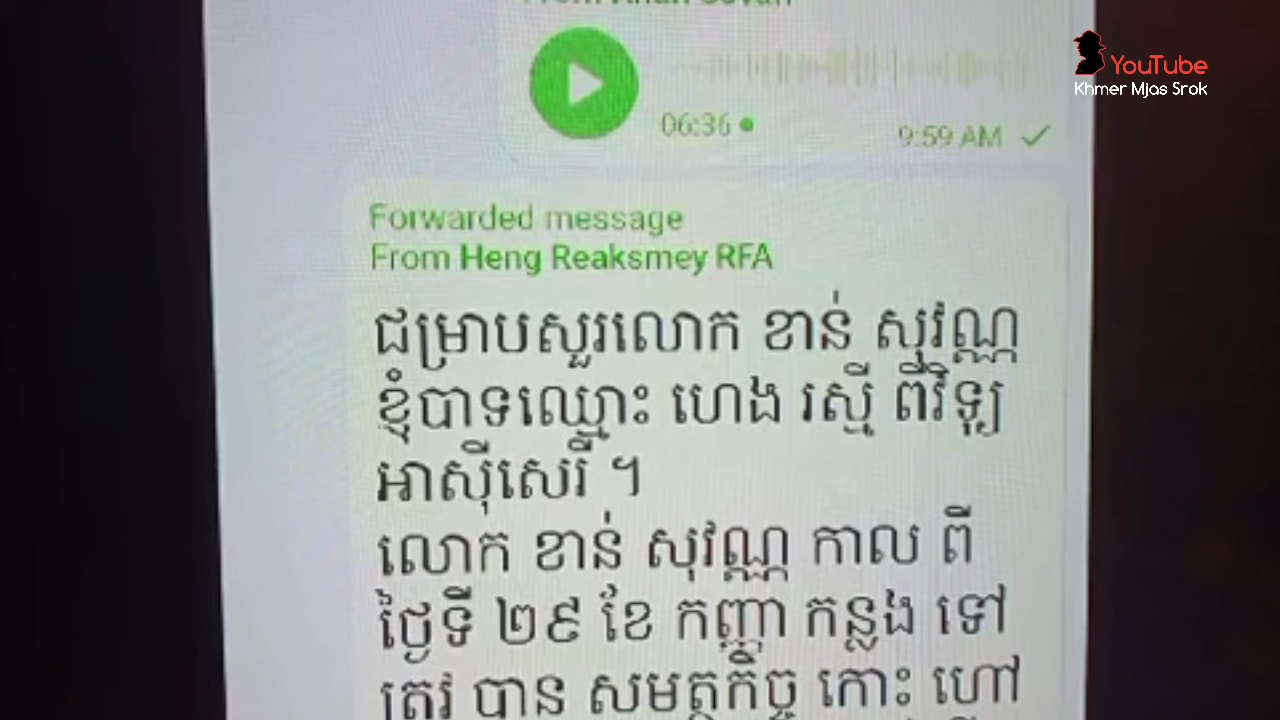 YouTube
Khmer Mjas Srok
06:36
9:59 AM
Forwarded message
From Heng Reaksmey RFA
ជម្រាបសួរលោក ខាន់ សុវណ្ណ
ខ្ញុំបាទឈ្មោះ ហេង រស្មី ពីវិទ្យុ
អាស៊ីសេរី ។
លោក ខាន់ សុវណ្ណ កាល ពី
ថ្ងៃទី ២៩ ខែ កញ្ញា កន្លង ទៅ
ត្រូវ បាន សមត្ថកិច្ច កោះ ហៅ